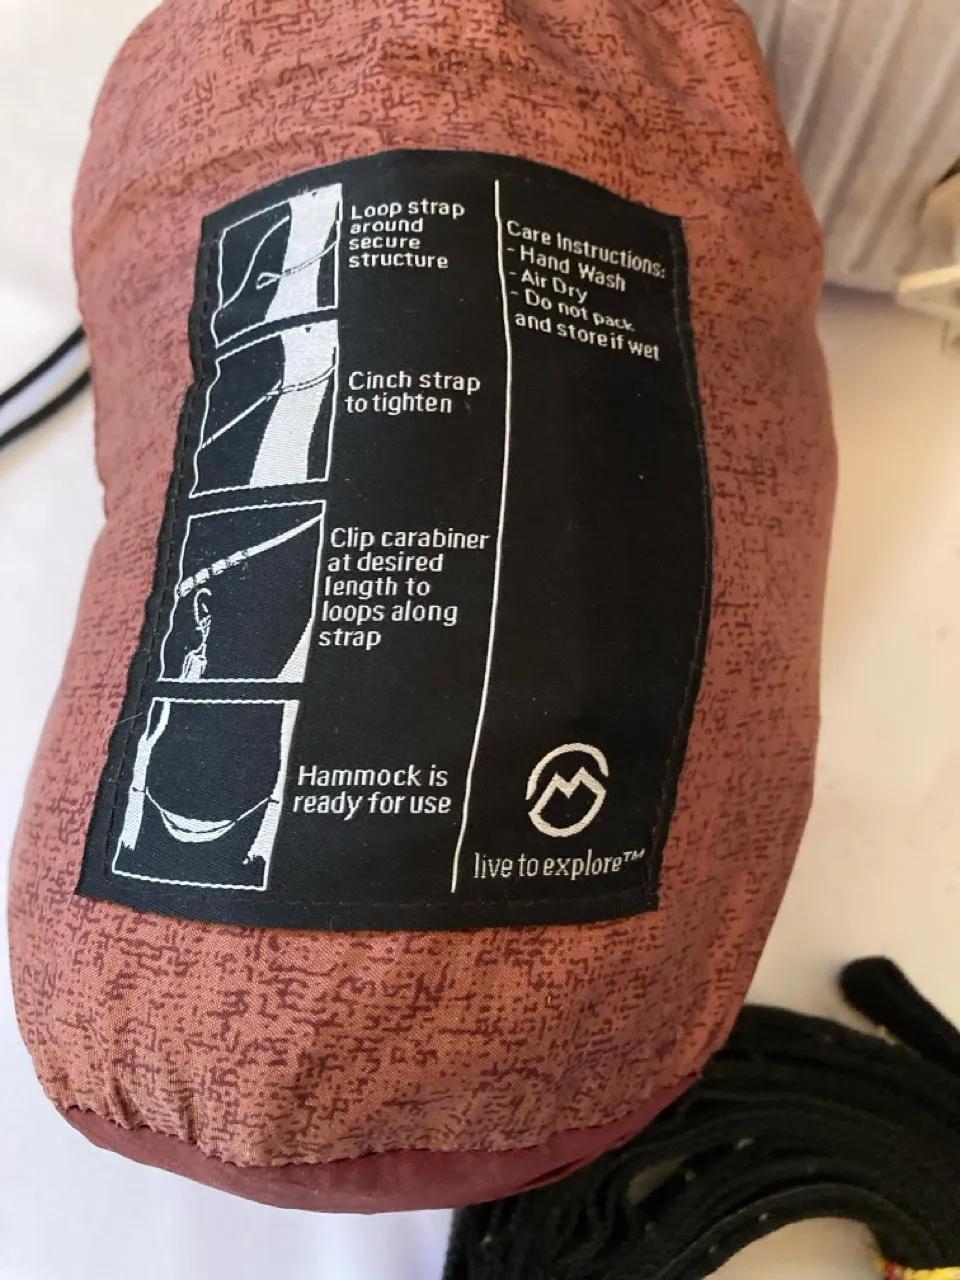 Loop strap
around
secure
structure
Cinch strap
to tighten
Clip carabiner
at desired
length to
loops along
strap
Hammock is
ready for use
Care Instructions:
- Hand Wash
- Air Dry
- Do not pack
and store if wet
live to explore™